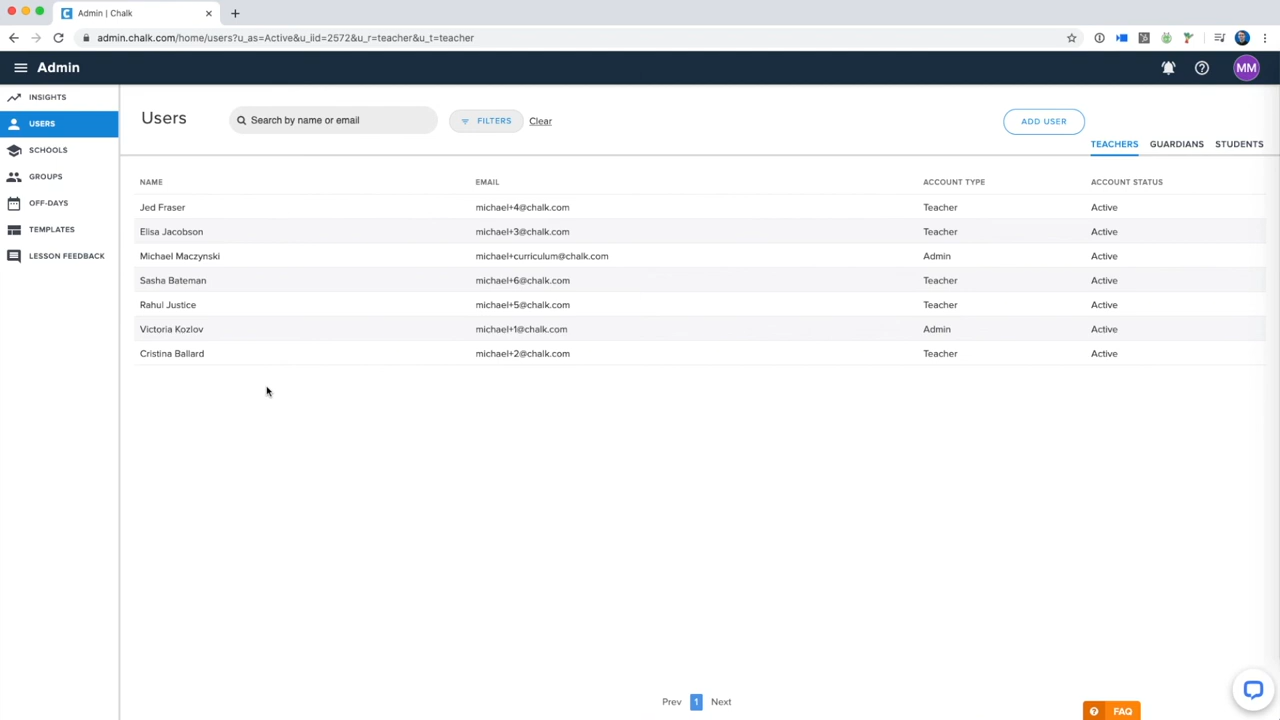 Admin | Chalk
admin.chalk.com/home/users?u_as=Active&u_iid=2572&u_r=teacher&u_t=teacher
Admin
MM
INSIGHTS
USERS
SCHOOLS
GROUPS
OFF-DAYS
TEMPLATES
LESSON FEEDBACK
Users
Search by name or email
FILTERS
Clear
ADD USER
TEACHERS GUARDIANS STUDENTS
NAME EMAIL ACCOUNT TYPE ACCOUNT STATUS
Jed Fraser michael+4@chalk.com Teacher Active
Elisa Jacobson michael+3@chalk.com Teacher Active
Michael Maczynski michael+curriculum@chalk.com Admin Active
Sasha Bateman michael+6@chalk.com Teacher Active
Rahul Justice michael+5@chalk.com Teacher Active
Victoria Kozlov michael+1@chalk.com Admin Active
Cristina Ballard michael+2@chalk.com Teacher Active
Prev 1 Next
FAQ